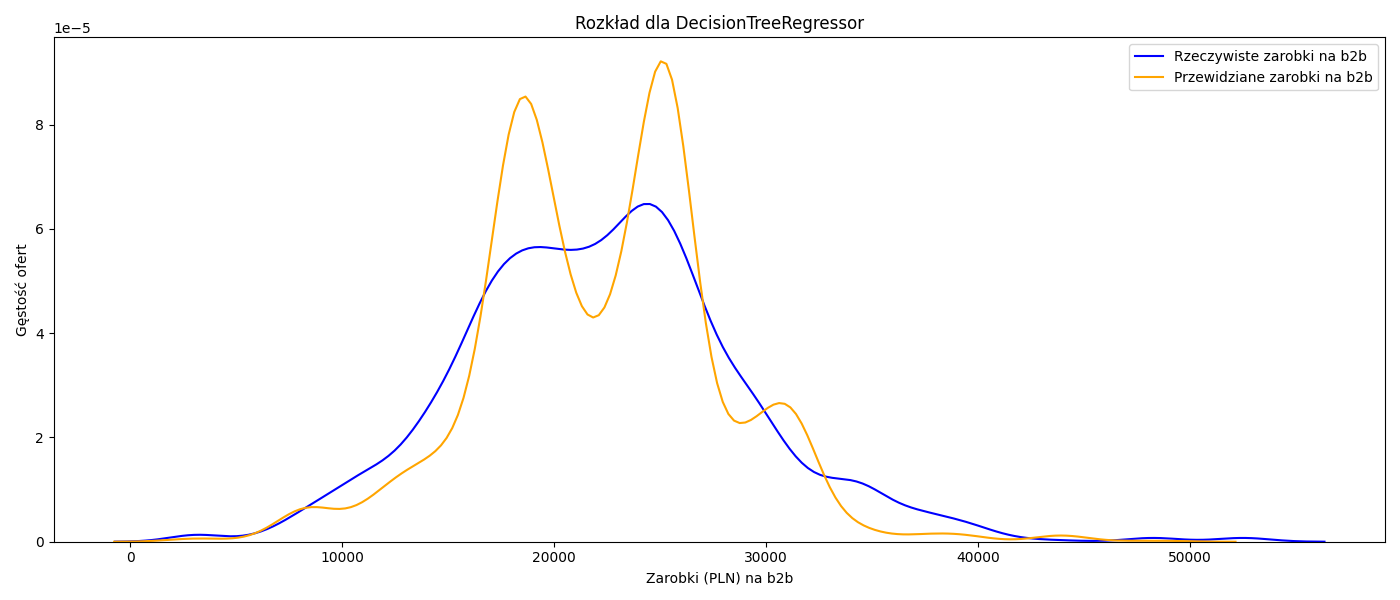 Rozkład dla DecisionTreeRegressor
1e−5
Rzeczywiste zarobki na b2b
Przewidziane zarobki na b2b
Gęstość ofert
8
6
4
2
0
0 10000 20000 30000 40000 50000
Zarobki (PLN) na b2b